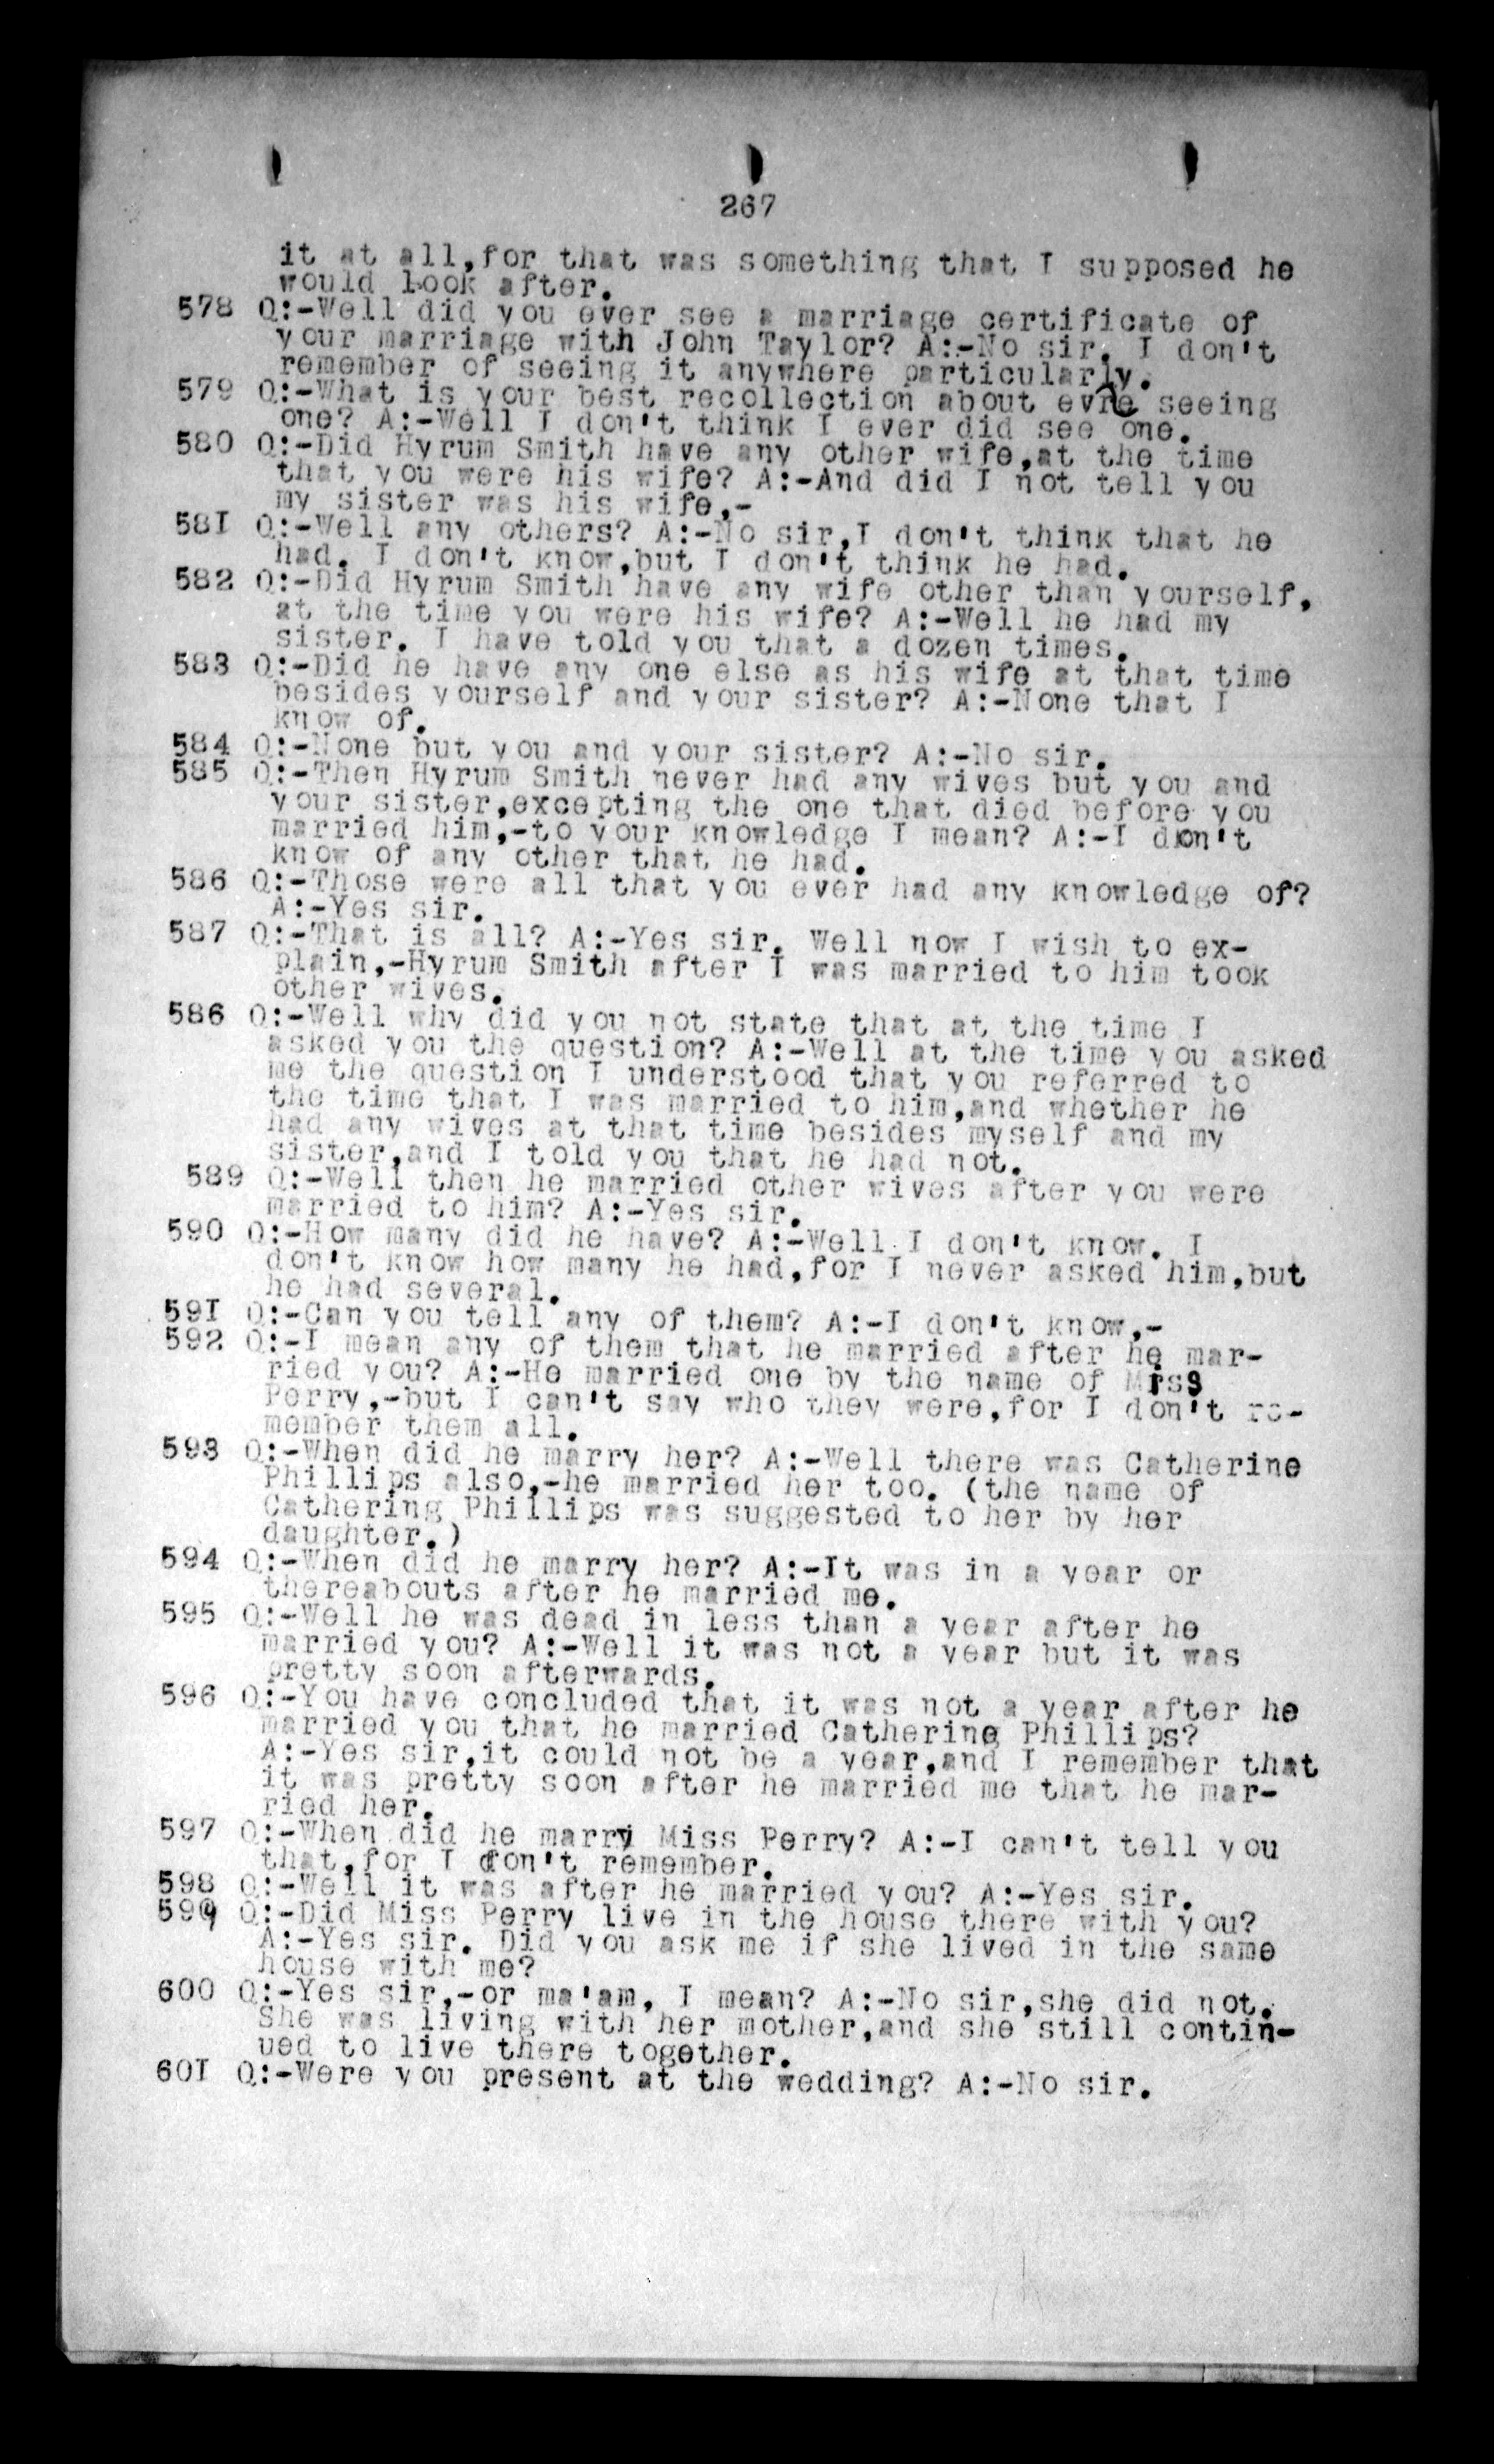 267
it at all,for that was something that I supposed he
would look after.
578 Q:-Well did you ever see a marriage certificate of
your marriage with John Taylor? A:-No sir. I don't
remember of seeing it anywhere particularly.
579 Q:-What is your best recollection about evre seeing
one? A:-Well I don't think I ever did see one.
580 Q:-Did Hyrum Smith have any other wife,at the time
that you were his wife? A:-And did I not tell you
my sister was his wife,-
581 Q:-Well any others? A:-No sir,I don't think that he
had. I don't know,but I don't think he had.
582 Q:-Did Hyrum Smith have any wife other than yourself,
at the time you were his wife? A:-Well he had my
sister. I have told you that a dozen times.
583 Q:-Did he have any one else as his wife at that time
besides yourself and your sister? A:-None that I
know of.
584 Q:-None but you and your sister? A:-No sir.
585 Q:-Then Hyrum Smith never had any wives but you and
your sister,excepting the one that died before you
married him,-to your knowledge I mean? A:-I don't
know of any other that he had.
586 Q:-Those were all that you ever had any knowledge of?
A:-Yes sir.
587 Q:-That is all? A:-Yes sir. Well now I wish to ex-
plain,-Hyrum Smith after I was married to him took
other wives.
586 Q:-Well why did you not state that at the time I
asked you the question? A:-Well at the time you asked
me the question I understood that you referred to
the time that I was married to him,and whether he
had any wives at that time besides myself and my
sister,and I told you that he had not.
589 Q:-Well then he married other wives after you were
married to him? A:-Yes sir.
590 Q:-How many did he have? A:-Well I don't know. I
don't know how many he had,for I never asked him,but
he had several.
591 Q:-Can you tell any of them? A:-I don't know,-
592 Q:-I mean any of them that he married after he mar-
ried you? A:-He married one by the name of Miss
Perry,-but I can't say who they were,for I don't re-
member them all.
593 Q:-When did he marry her? A:-Well there was Catherine
Phillips also,-he married her too. (the name of
Cathering Phillips was suggested to her by her
daughter.)
594 Q:-When did he marry her? A:-It was in a year or
thereabouts after he married me.
595 Q:-Well he was dead in less than a year after he
married you? A:-Well it was not a year but it was
pretty soon afterwards.
596 Q:-You have concluded that it was not a year after he
married you that he married Catherine Phillips?
A:-Yes sir,it could not be a year,and I remember that
it was pretty soon after he married me that he mar-
ried her.
597 Q:-When did he marry Miss Perry? A:-I can't tell you
that,for I don't remember.
598 Q:-Well it was after he married you? A:-Yes sir.
599 Q:-Did Miss Perry live in the house there with you?
A:-Yes sir. Did you ask me if she lived in the same
house with me?
600 Q:-Yes sir,-or ma'am, I mean? A:-No sir,she did not.
She was living with her mother,and she still contin-
ued to live there together.
601 Q:-Were you present at the wedding? A:-No sir.